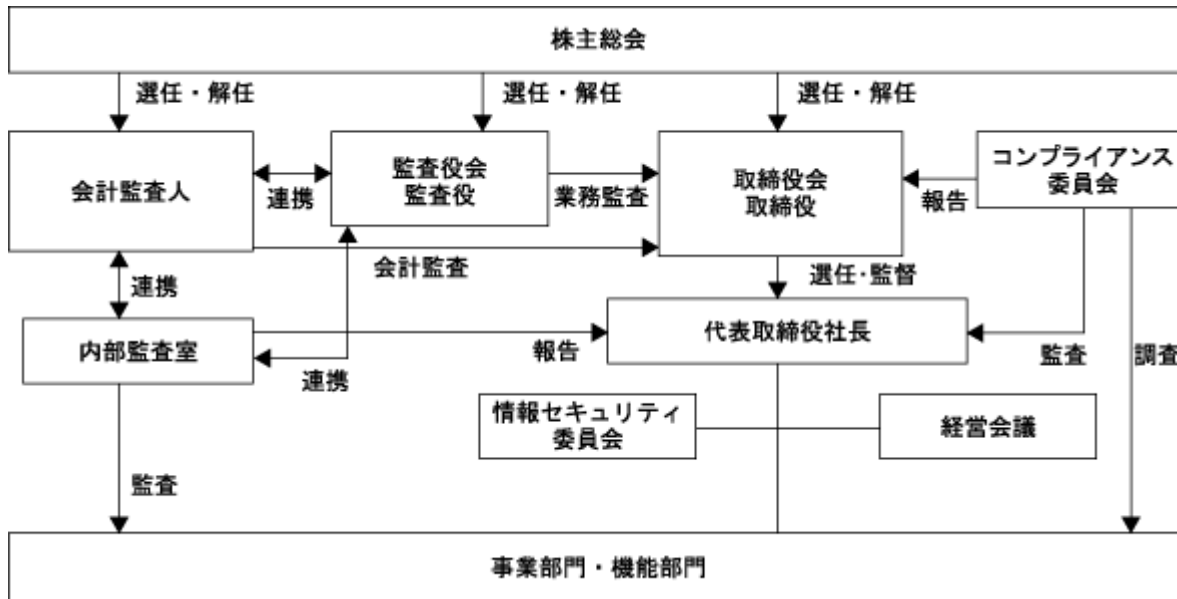 株主総会
選任・解任
選任・解任
選任・解任
会計監査人
連携
監査役会
監査役
業務監査
取締役会
取締役
報告
コンプライアンス
委員会
会計監査
連携
選任・監督
内部監査室
連携
報告
代表取締役社長
監査
調査
情報セキュリティ
委員会
経営会議
監査
事業部門・機能部門